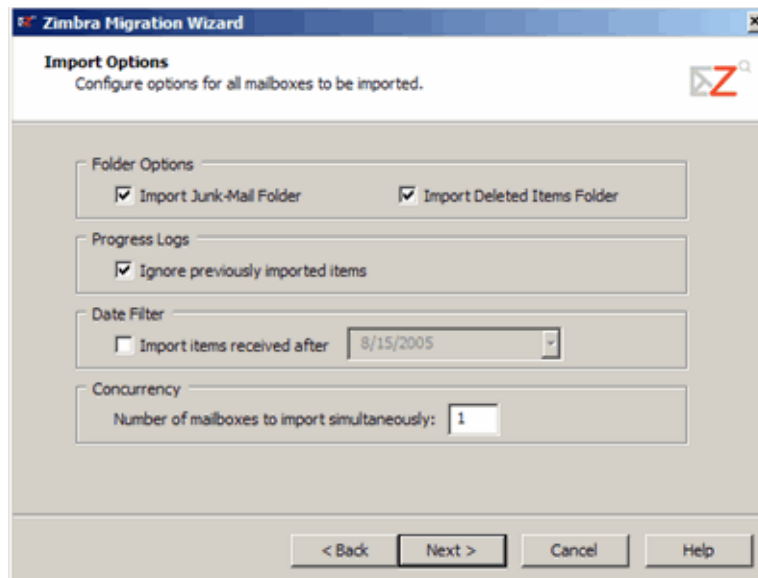 Zimbra Migration Wizard
Import Options
Configure options for all mailboxes to be imported.
Folder Options
Import Junk-Mail Folder Import Deleted Items Folder
Progress Logs
Ignore previously imported items
Date Filter
Import items received after 8/15/2005
Concurrency
Number of mailboxes to import simultaneously: 1
< Back Next > Cancel Help